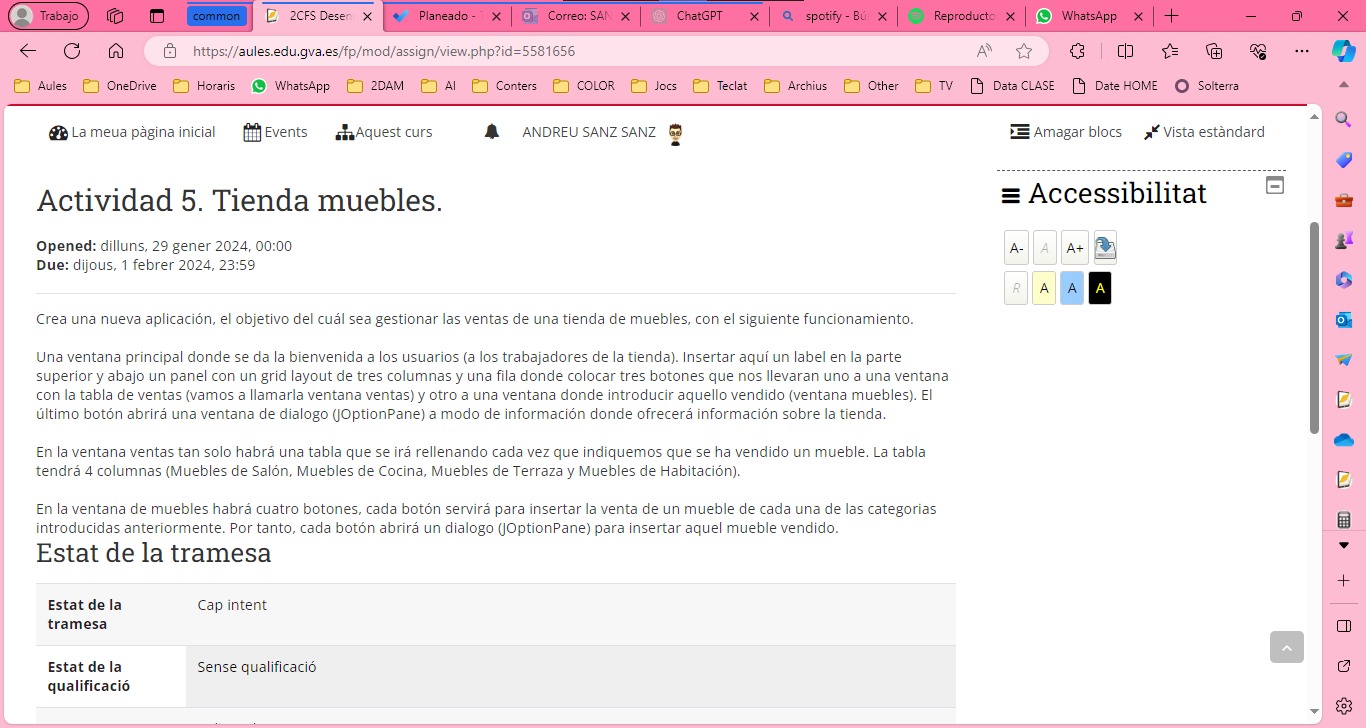 Trabajo
common
2CFS Desen
Planeado - T
Correo: SAN
ChatGPT
spotify - Bú
Reproducto
WhatsApp
https://aules.edu.gva.es/fp/mod/assign/view.php?id=5581656
Aules
OneDrive
Horaris
WhatsApp
2DAM
AI
Conters
COLOR
Jocs
Teclat
Archius
Other
TV
Data CLASE
Date HOME
Solterra
La meua pàgina inicial
Events
Aquest curs
ANDREU SANZ SANZ
Amagar blocs
Vista estàndard
Actividad 5. Tienda muebles.
Opened: dilluns, 29 gener 2024, 00:00
Due: dijous, 1 febrer 2024, 23:59
Accessibilitat
A- A A+
R A A A
Crea una nueva aplicación, el objetivo del cuál sea gestionar las ventas de una tienda de muebles, con el siguiente funcionamiento.
Una ventana principal donde se da la bienvenida a los usuarios (a los trabajadores de la tienda). Insertar aquí un label en la parte
superior y abajo un panel con un grid layout de tres columnas y una fila donde colocar tres botones que nos llevaran uno a una ventana
con la tabla de ventas (vamos a llamarla ventana ventas) y otro a una ventana donde introducir aquello vendido (ventana muebles). El
último botón abrirá una ventana de dialogo (JOptionPane) a modo de información donde ofrecerá información sobre la tienda.
En la ventana ventas tan solo habrá una tabla que se irá rellenando cada vez que indiquemos que se ha vendido un mueble. La tabla
tendrá 4 columnas (Muebles de Salón, Muebles de Cocina, Muebles de Terraza y Muebles de Habitación).
En la ventana de muebles habrá cuatro botones, cada botón servirá para insertar la venta de un mueble de cada una de las categorias
introducidas anteriormente. Por tanto, cada botón abrirá un dialogo (JOptionPane) para insertar aquel mueble vendido.
Estat de la tramesa
Estat de la
tramesa
Cap intent
Estat de la
qualificació
Sense qualificació